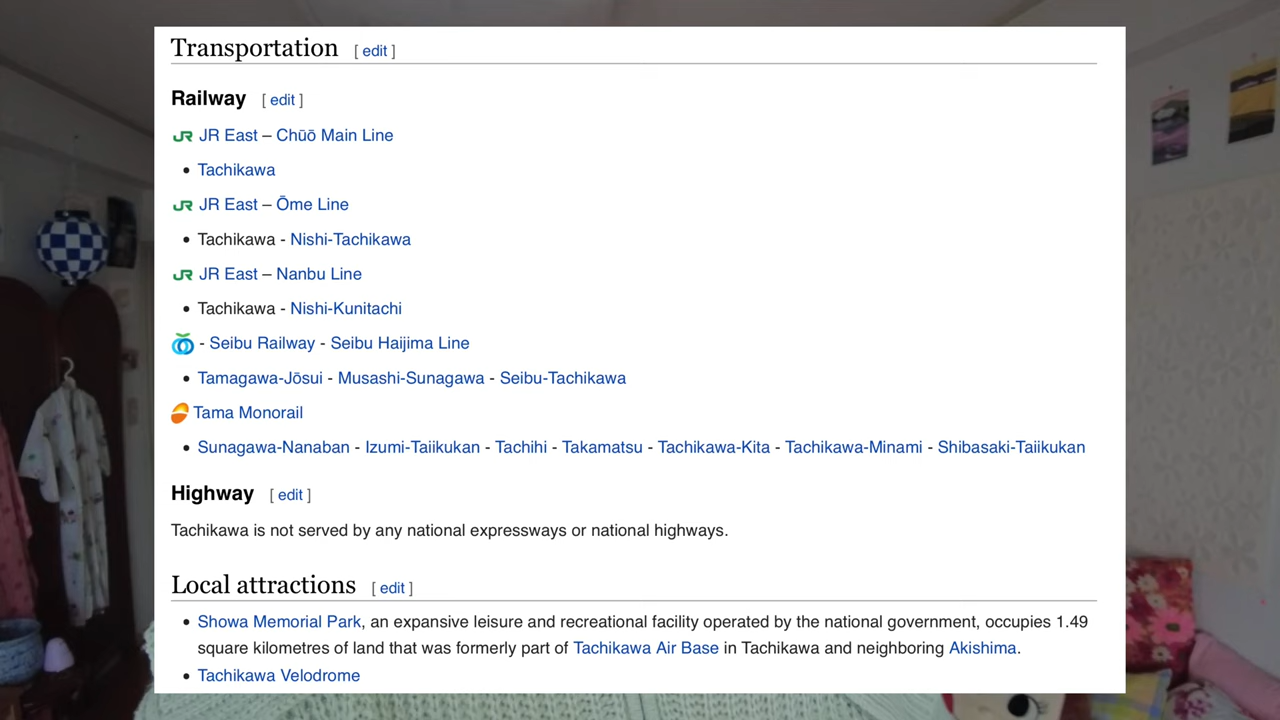 Transportation [ edit ]
Railway [ edit ]
JR JR East – Chūō Main Line
• Tachikawa
JR JR East – Ōme Line
• Tachikawa - Nishi-Tachikawa
JR JR East – Nanbu Line
• Tachikawa - Nishi-Kunitachi
- Seibu Railway - Seibu Haijima Line
• Tamagawa-Jōsui - Musashi-Sunagawa - Seibu-Tachikawa
Tama Monorail
• Sunagawa-Nanaban - Izumi-Taiikukan - Tachihi - Takamatsu - Tachikawa-Kita - Tachikawa-Minami - Shibasaki-Taiikukan
Highway [ edit ]
Tachikawa is not served by any national expressways or national highways.
Local attractions [ edit ]
• Showa Memorial Park, an expansive leisure and recreational facility operated by the national government, occupies 1.49
square kilometres of land that was formerly part of Tachikawa Air Base in Tachikawa and neighboring Akishima.
• Tachikawa Velodrome